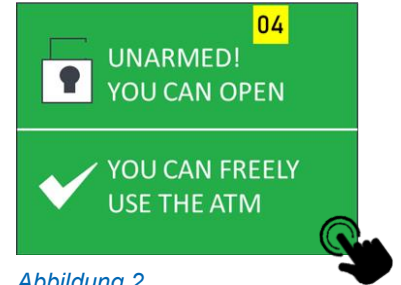 04
UNARMED!
YOU CAN OPEN
YOU CAN FREELY
USE THE ATM
Abbildung 2